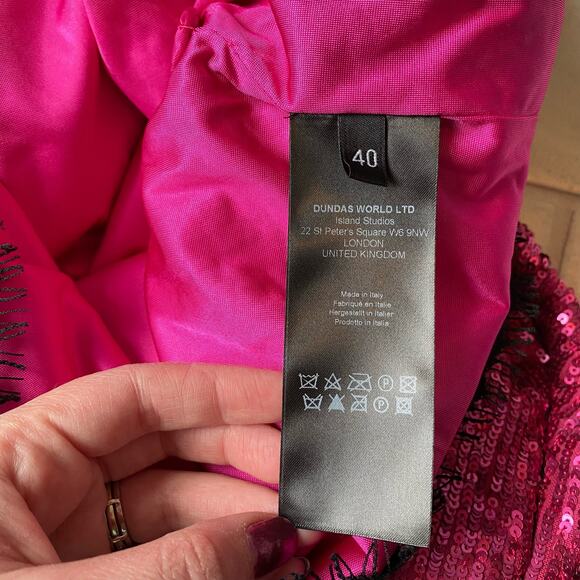 40
DUNDAS WORLD LTD
Island Studios
22 St Peter's Square W6 9NW
LONDON
UNITED KINGDOM
Made in Italy
Fabriqué en Italie
Hergestellt in Italier
Prodotto in Italia
P
P